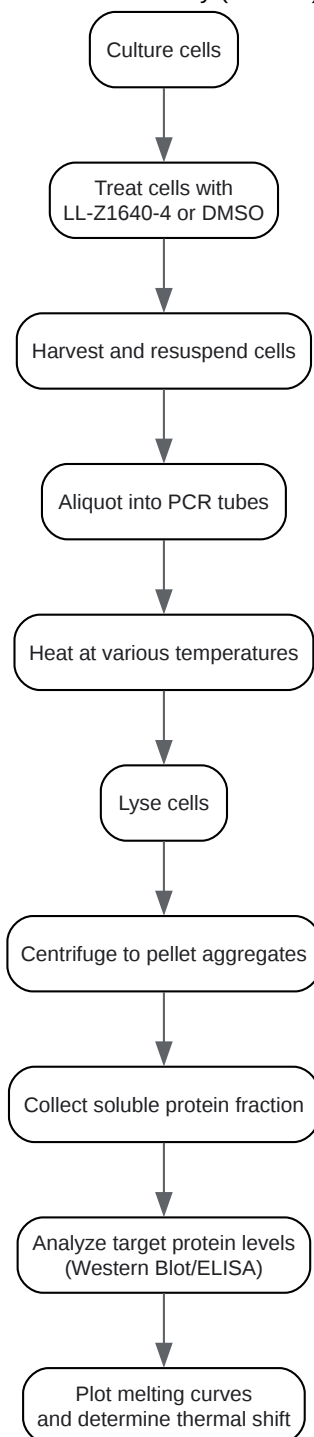 Culture cells
Treat cells with
LL-Z1640-4 or DMSO
Harvest and resuspend cells
Aliquot into PCR tubes
Heat at various temperatures
Lyse cells
Centrifuge to pellet aggregates
Collect soluble protein fraction
Analyze target protein levels
(Western Blot/ELISA)
Plot melting curves
and determine thermal shift